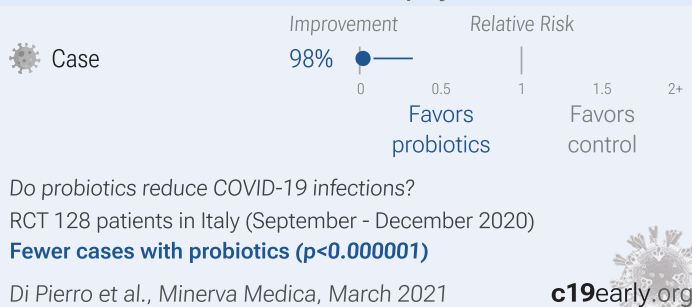 Improvement Relative Risk
Case 98%
0 0.5 1 1.5 2+
Favors probiotics Favors control
Do probiotics reduce COVID-19 infections?
RCT 128 patients in Italy (September - December 2020)
Fewer cases with probiotics (p<0.000001)
Di Pierro et al., Minerva Medica, March 2021 c19early.org